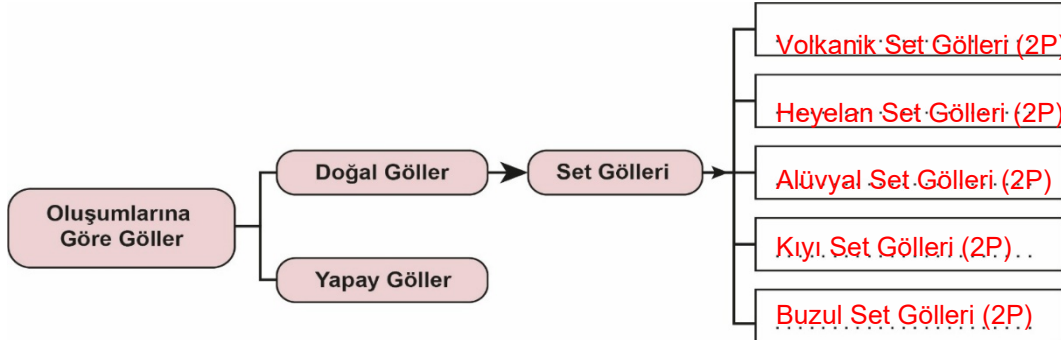 Oluşumlarına
Göre Göller
Doğal Göller
Yapay Göller
Set Gölleri
Volkanik Set Gölleri (2P)
Heyelan Set Gölleri (2P)
Alüvyal Set Gölleri (2P)
Kıyı Set Gölleri (2P)
Buzul Set Gölleri (2P)